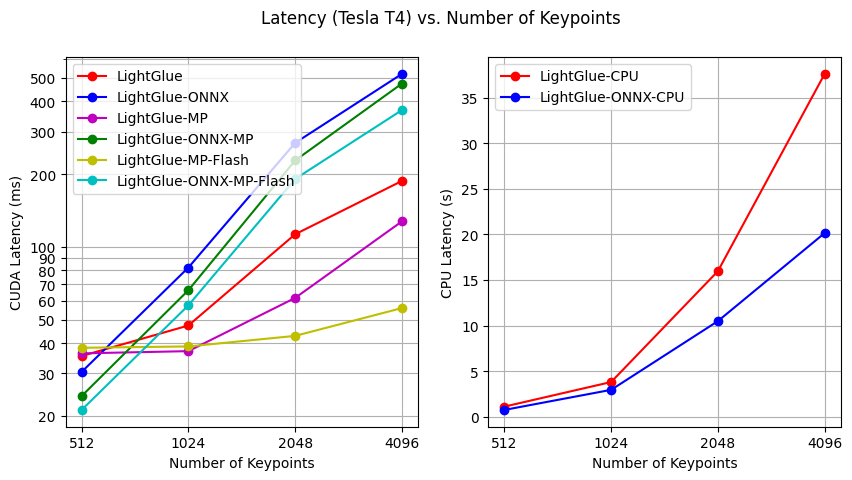 Latency (Tesla T4) vs. Number of Keypoints
CUDA Latency (ms)
500
400
300
200
100
90
80
70
60
50
40
30
20
LightGlue
LightGlue-ONNX
LightGlue-MP
LightGlue-ONNX-MP
LightGlue-MP-Flash
LightGlue-ONNX-MP-Flash
512 1024 2048 4096
Number of Keypoints
CPU Latency (s)
35
30
25
20
15
10
5
0
LightGlue-CPU
LightGlue-ONNX-CPU
512 1024 2048 4096
Number of Keypoints